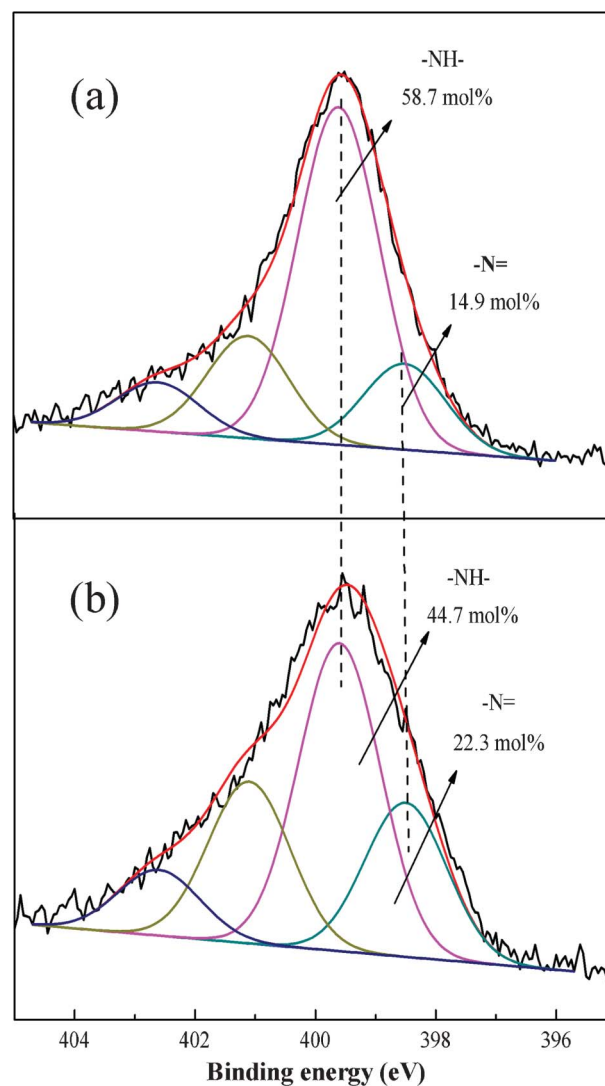 (a)
-NH-
58.7 mol%
-N=
14.9 mol%
(b)
-NH-
44.7 mol%
-N=
22.3 mol%
404 402 400 398 396
Binding energy (eV)